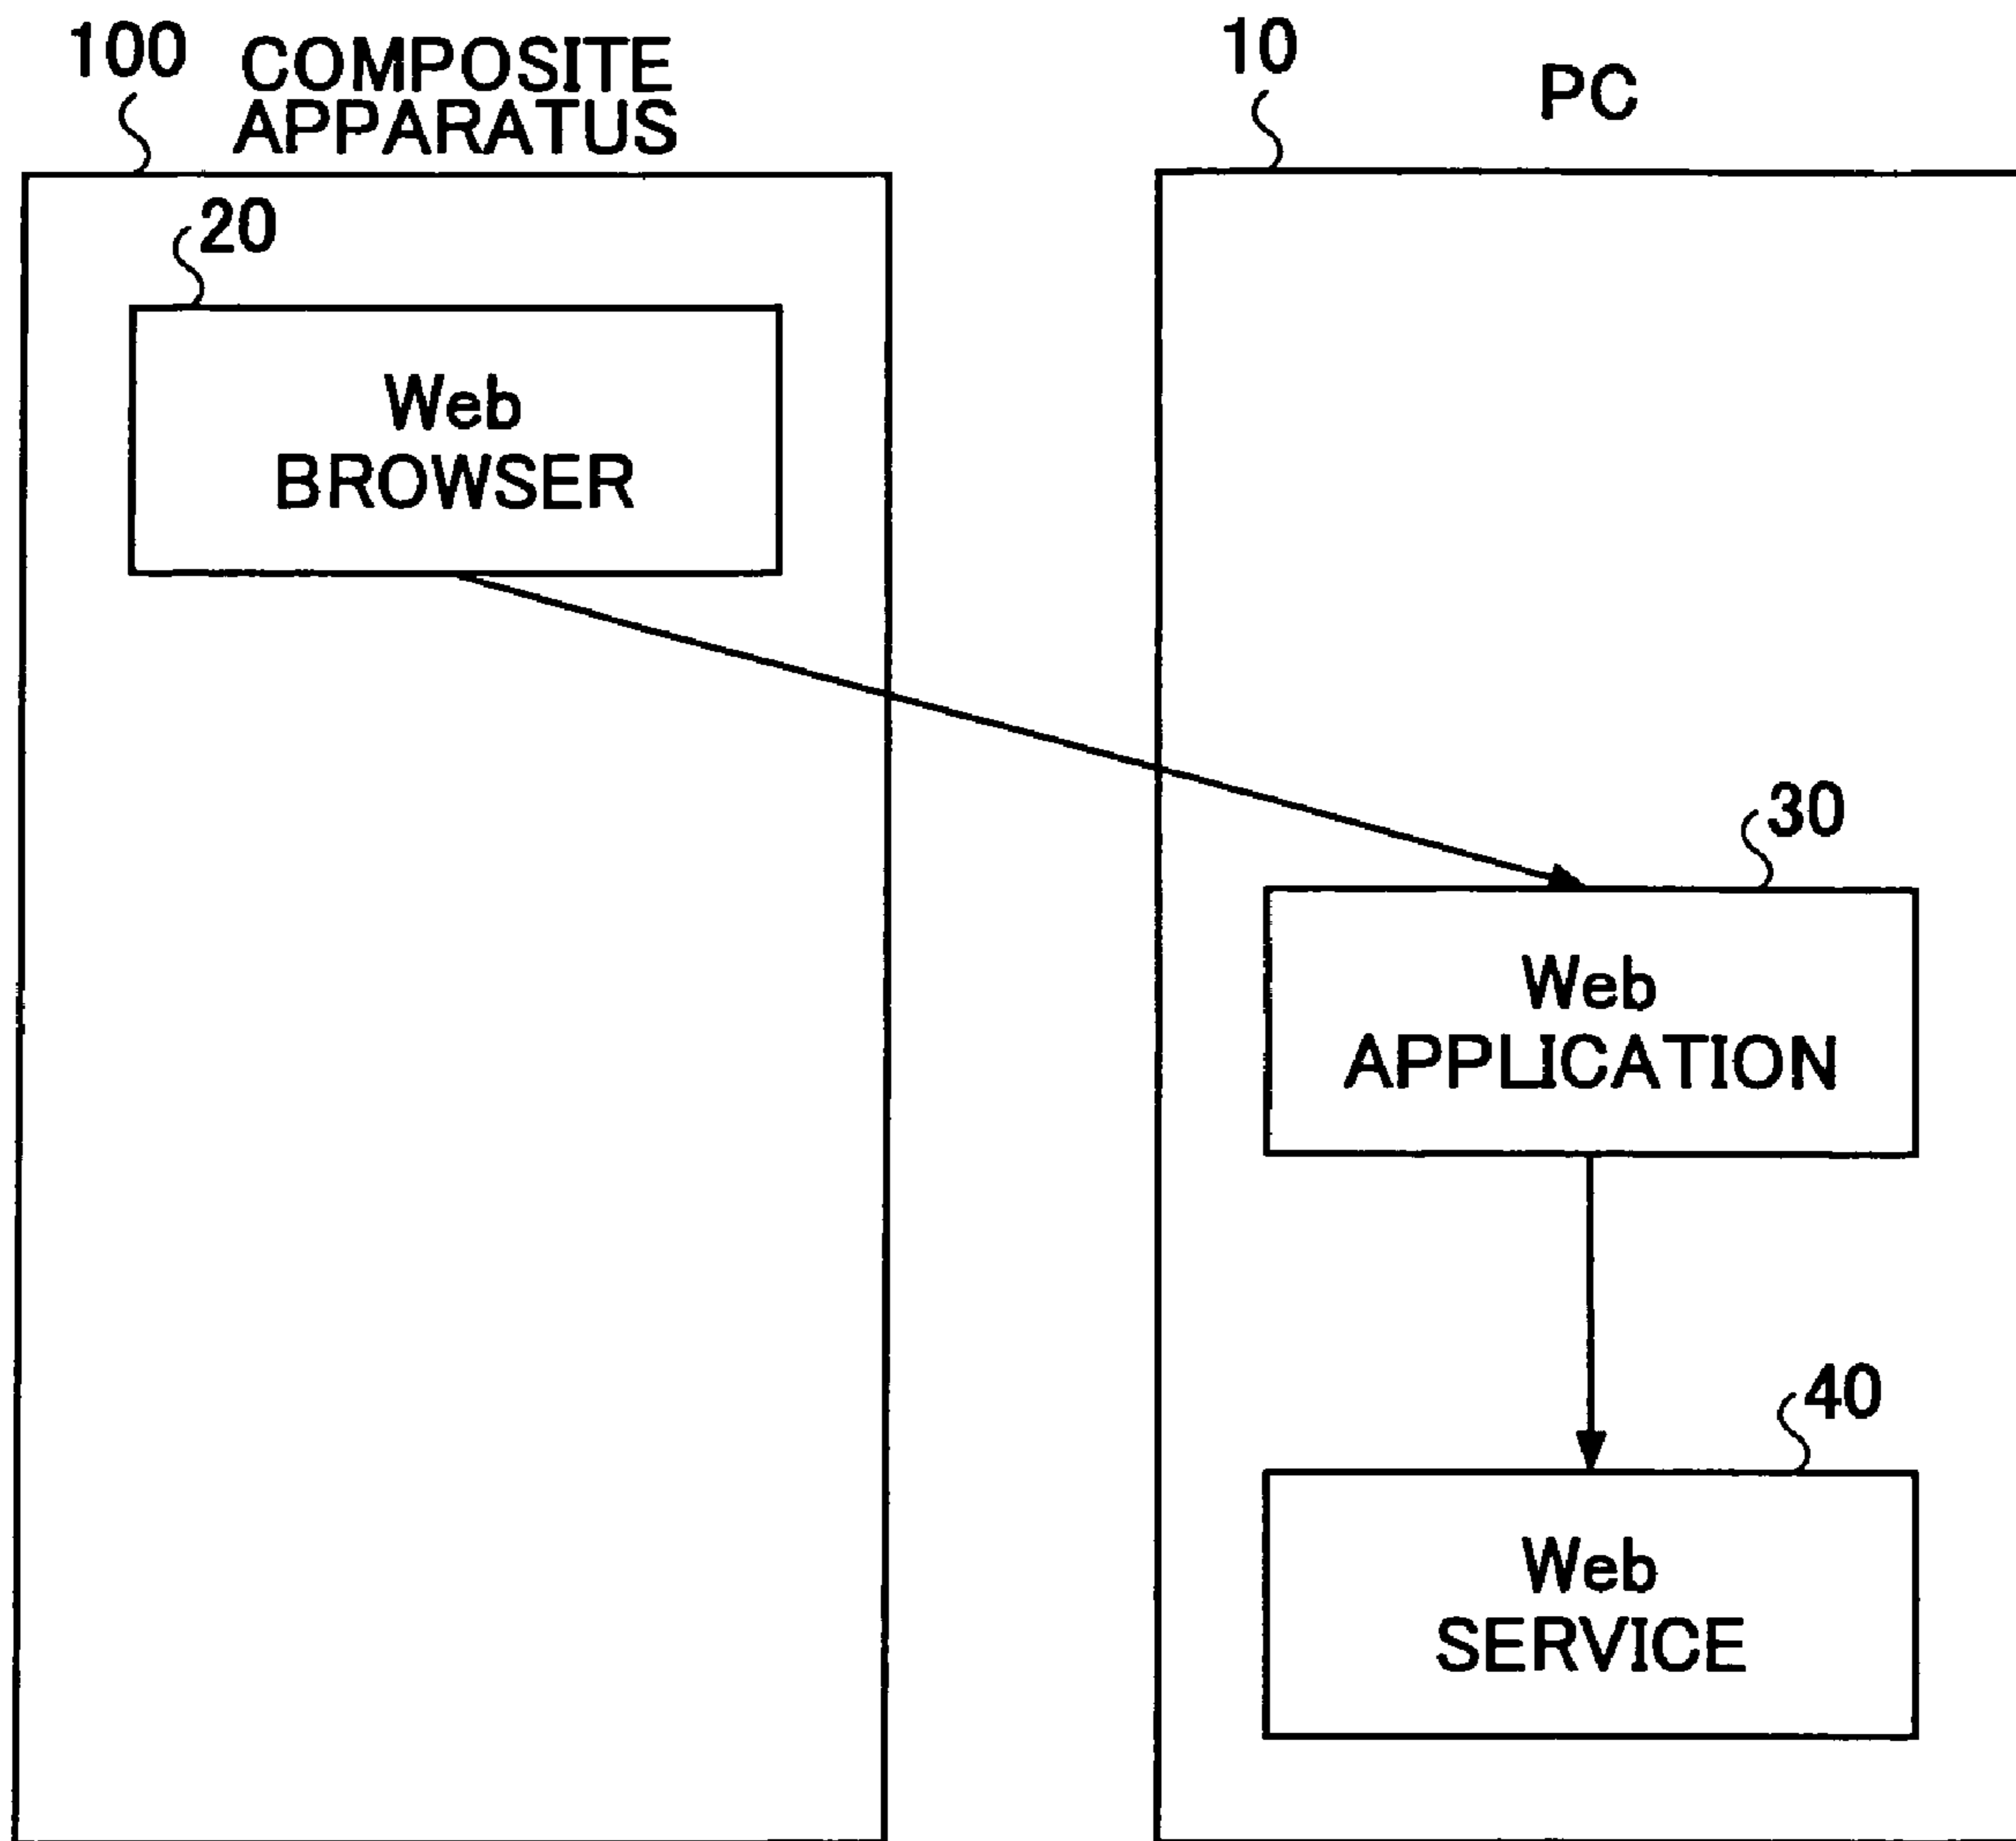 100
COMPOSITE
APPARATUS
10
PC
20
Web
BROWSER
30
Web
APPLICATION
40
Web
SERVICE